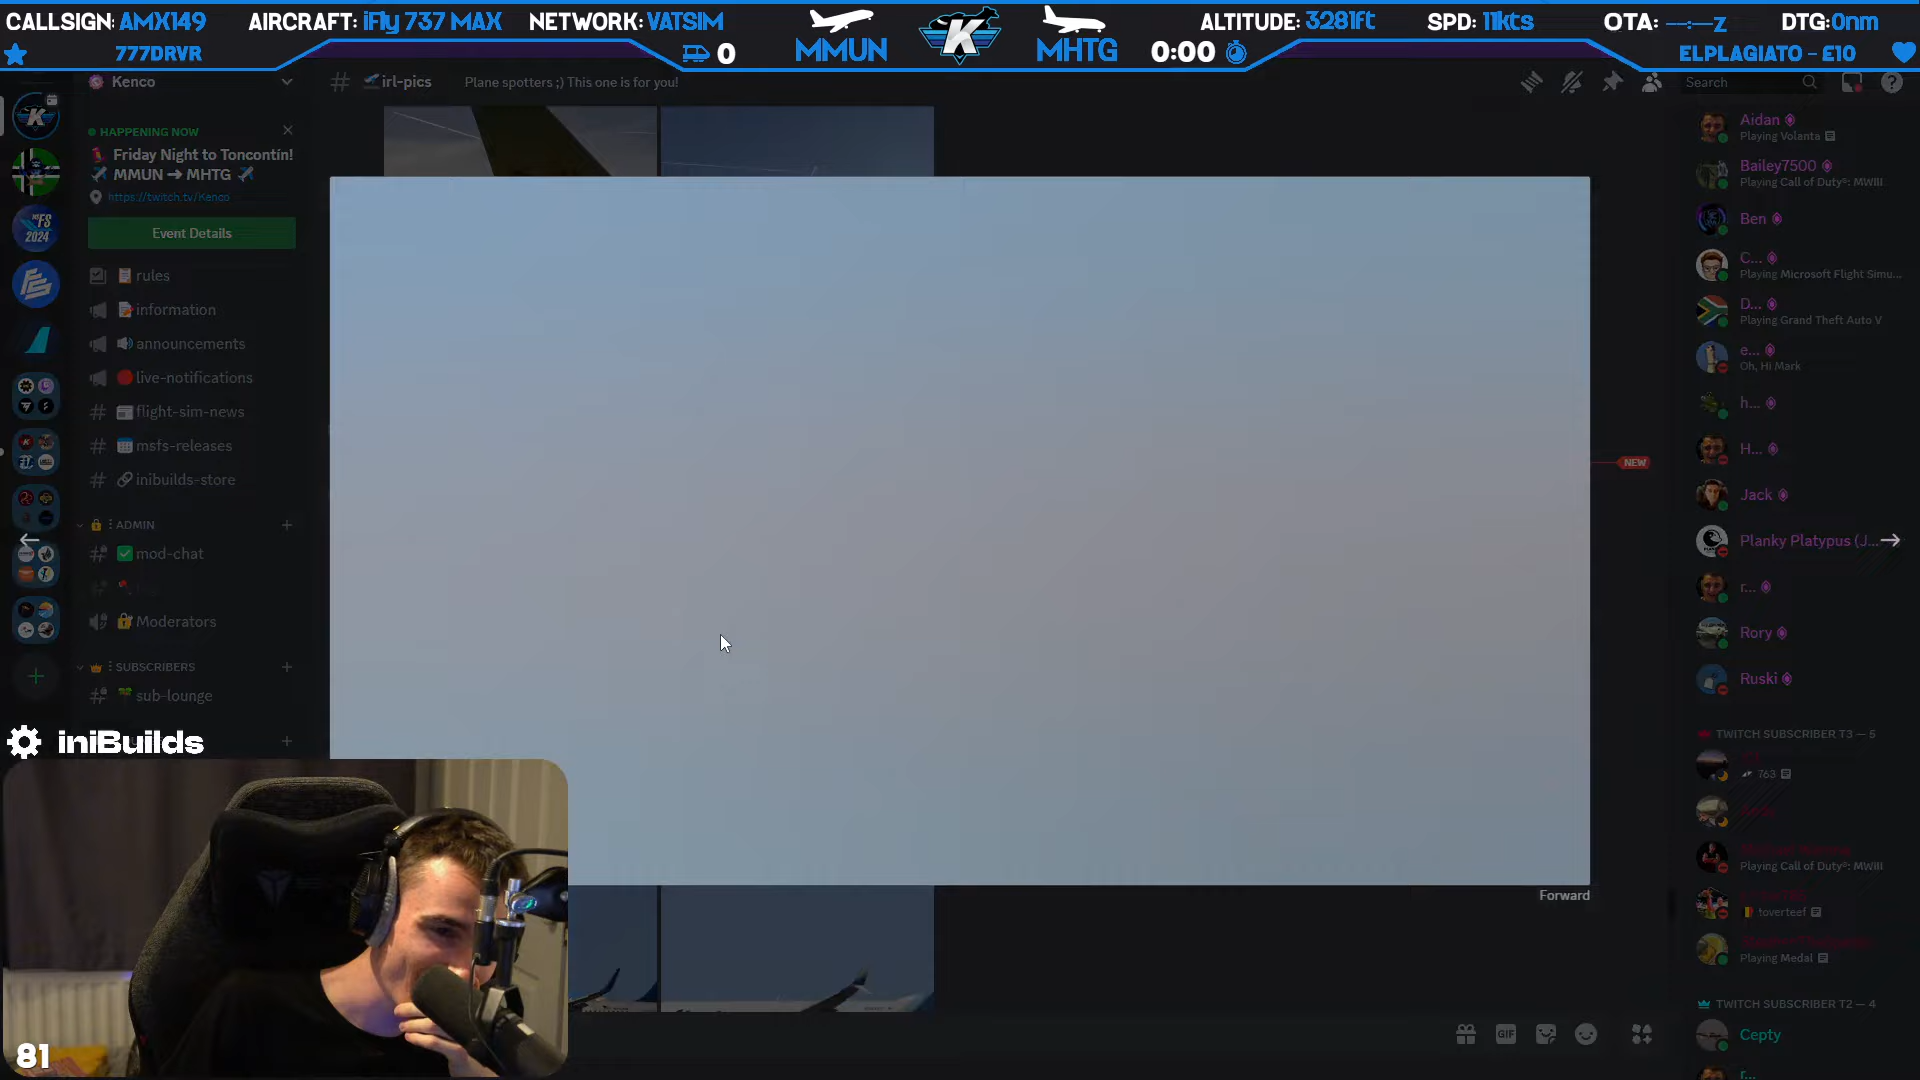 CALLSIGN: AMX149
AIRCRAFT: iFly 737 MAX
NETWORK: VATSIM
ALTITUDE: 3281ft
SPD: 11kts
OTA: --:--Z
DTG:0nm
777DRVR
0
MMUN
K
MHTG
0:00
ELPLAGIATO - £10
Kenco
irl-pics
Plane spotters ;) This one is for you!
Search
HAPPENING NOW
Friday Night to Toncontín!
MMUN → MHTG
https://twitch.tv/Kenco
Event Details
rules
information
announcements
live-notifications
flight-sim-news
msfs-releases
inibuilds-store
ADMIN
mod-chat
Moderators
SUBSCRIBERS
sub-lounge
FS
2024
iniBuilds
81
NEW
Forward
GIF
Aidan
Playing Volanta
Bailey7500
Playing Call of Duty®: MWIII
Ben
C...
Playing Microsoft Flight Simu...
D...
Playing Grand Theft Auto V
e...
Oh, Hi Mark
h...
H...
Jack
Planky Platypus (J...
r...
Rory
Ruski
TWITCH SUBSCRIBER T3 — 5
763
Playing Call of Duty®: MWIII
!overfeef
Playing Medal
TWITCH SUBSCRIBER T2 — 4
Cepty
r...